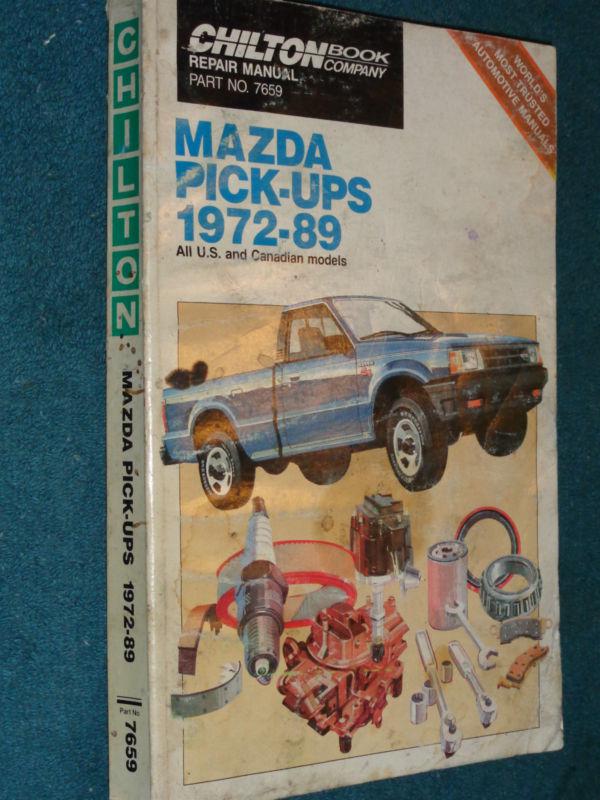 CHILTON BOOK COMPANY
REPAIR MANUAL
PART NO. 7659
WORLD'S
MOST TRUSTED
AUTOMOTIVE MANUALS
MAZDA
PICK-UPS
1972-89
All U.S. and Canadian models
CHILTON
MAZDA PICK-UPS 1972-89
Part No
7659